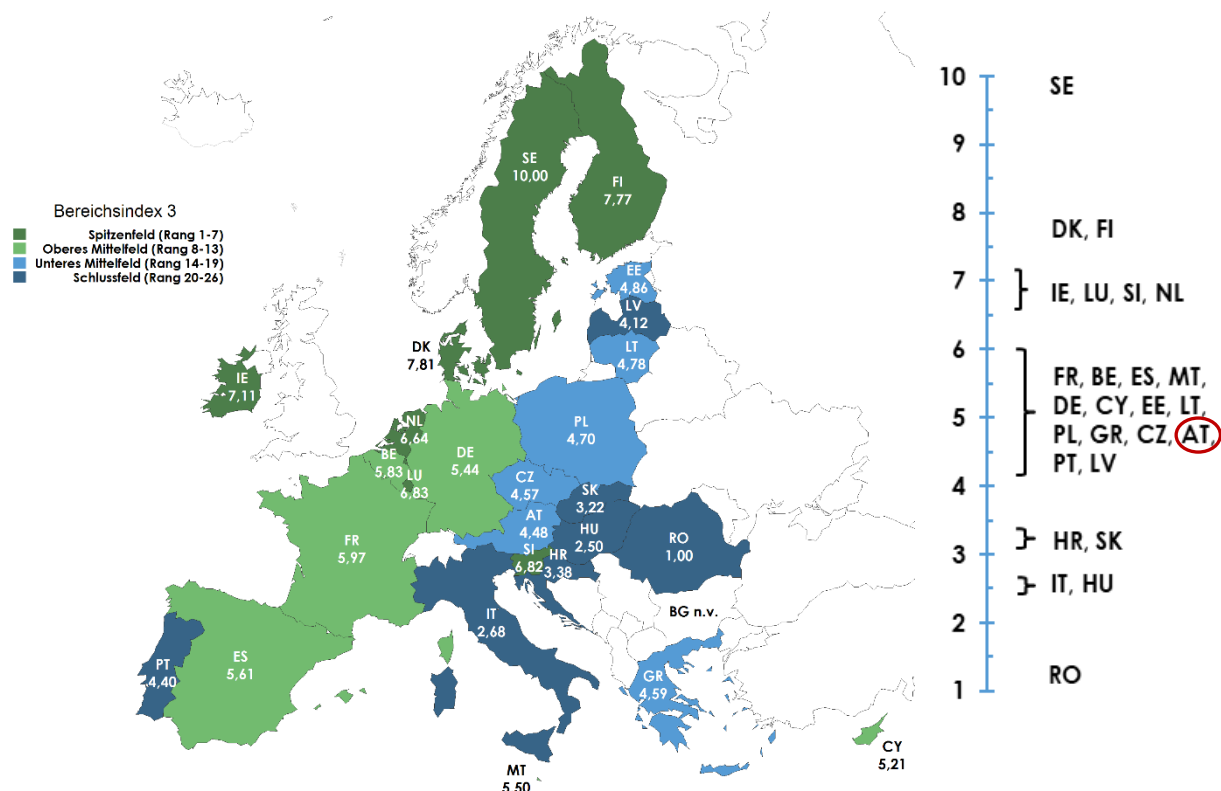 Bereichsindex 3
Spitzenfeld (Rang 1-7)
Oberes Mittelfeld (Rang 8-13)
Unteres Mittelfeld (Rang 14-19)
Schlussfeld (Rang 20-26)
SE
10,00
FI
7,77
EE
4,86
LV
4,12
LT
4,78
DK
7,81
IE
7,11
NL
6,64
BE
5,83
LU
6,83
DE
5,44
PL
4,70
CZ
4,57
SK
3,22
AT
4,48
HU
2,50
RO
1,00
SI
6,82
HR
3,38
FR
5,97
IT
2,68
BG n.v.
PT
4,40
ES
5,61
GR
4,59
CY
5,21
MT
5,50
10
9
8
7
6
5
4
3
2
1
SE
DK, FI
IE, LU, SI, NL
FR, BE, ES, MT,
DE, CY, EE, LT,
PL, GR, CZ, AT,
PT, LV
HR, SK
IT, HU
RO